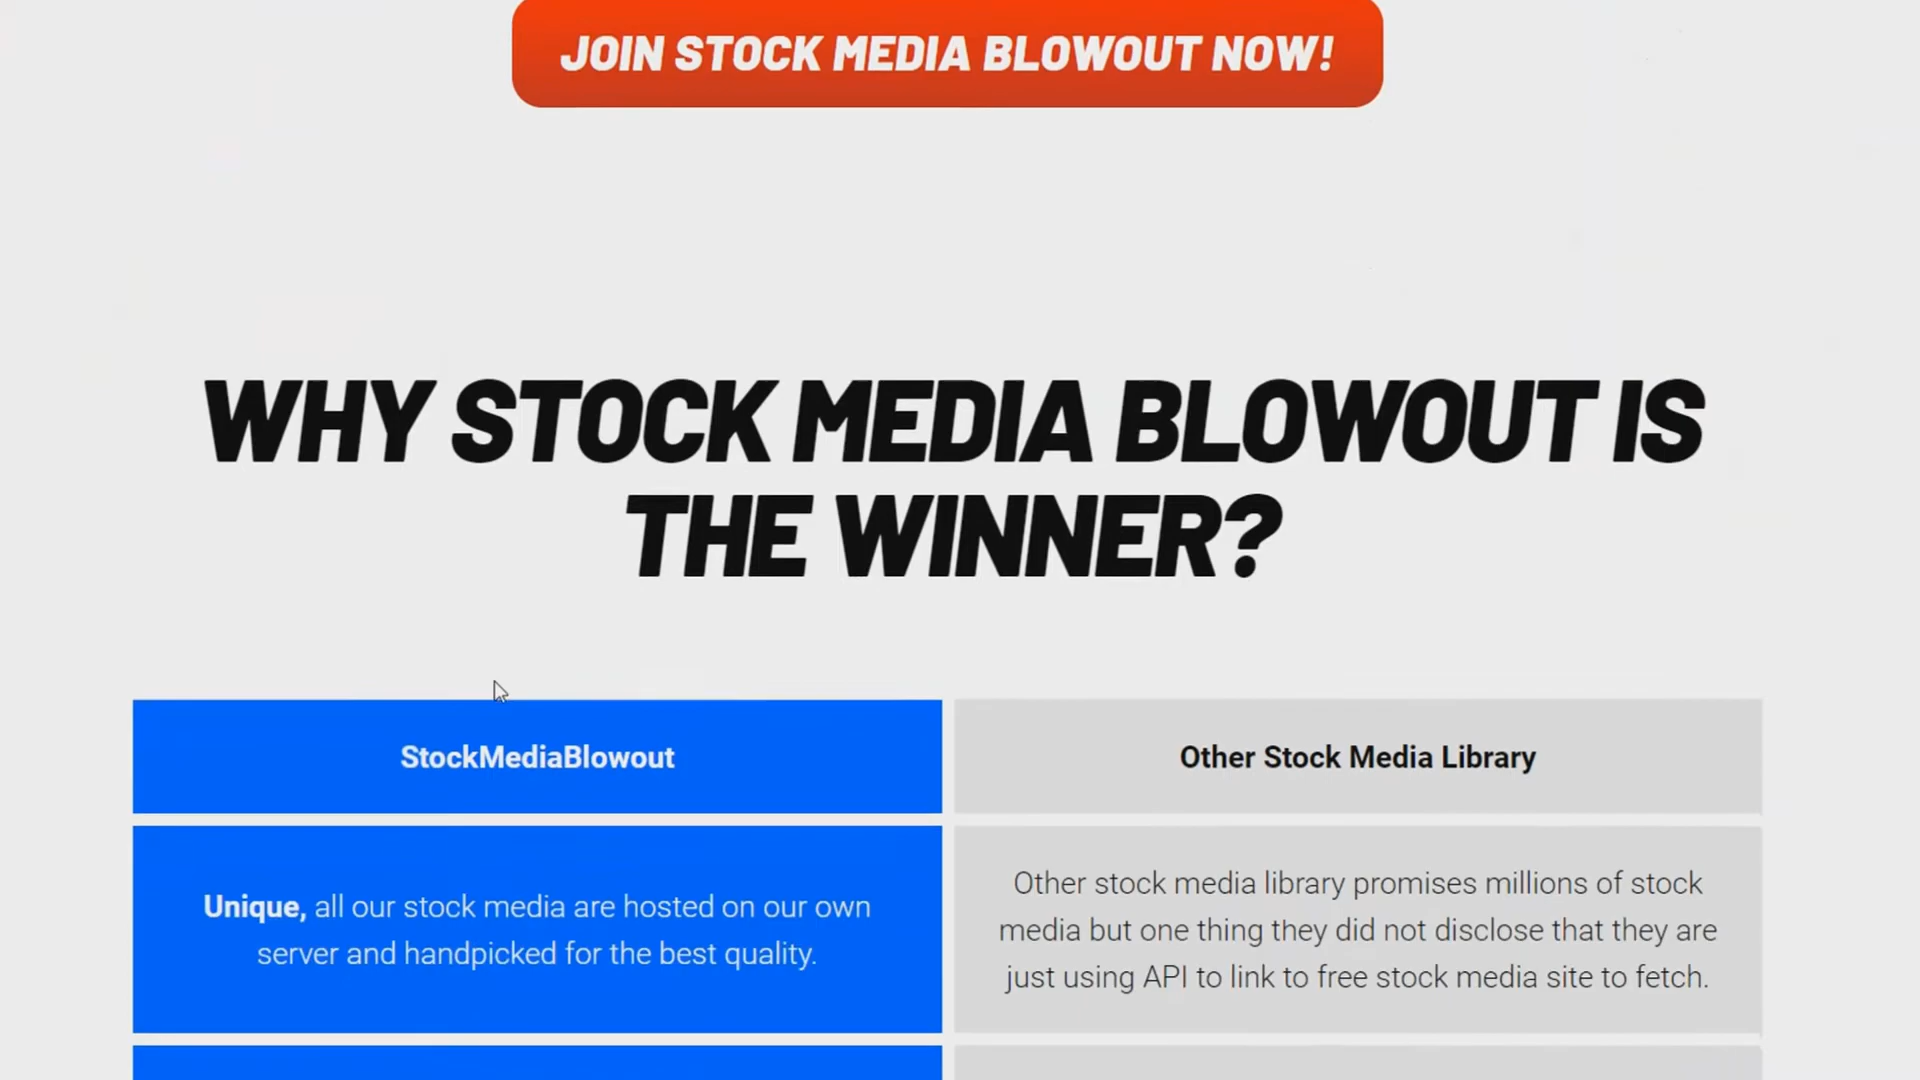 JOIN STOCK MEDIA BLOWOUT NOW!
WHY STOCK MEDIA BLOWOUT IS
THE WINNER?
StockMediaBlowout
Other Stock Media Library
Unique, all our stock media are hosted on our own
server and handpicked for the best quality.
Other stock media library promises millions of stock
media but one thing they did not disclose that they are
just using API to link to free stock media site to fetch.